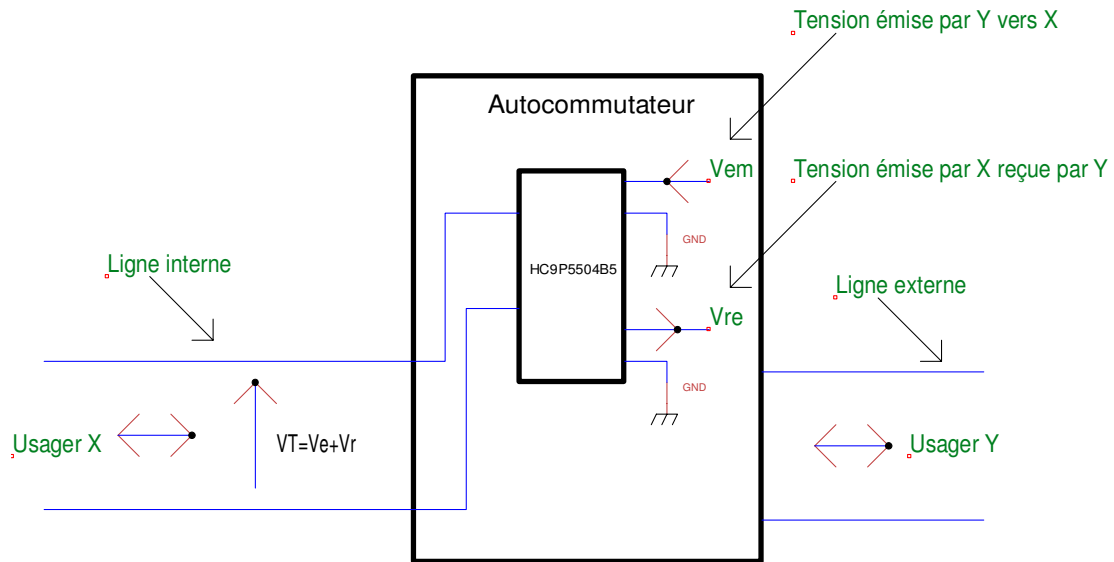 Tension émise par Y vers X
Autocommutateur
Vem
Tension émise par X reçue par Y
GND
HC9P5504B5
Ligne interne
Ligne externe
Vre
GND
Usager X
VT=Ve+Vr
Usager Y